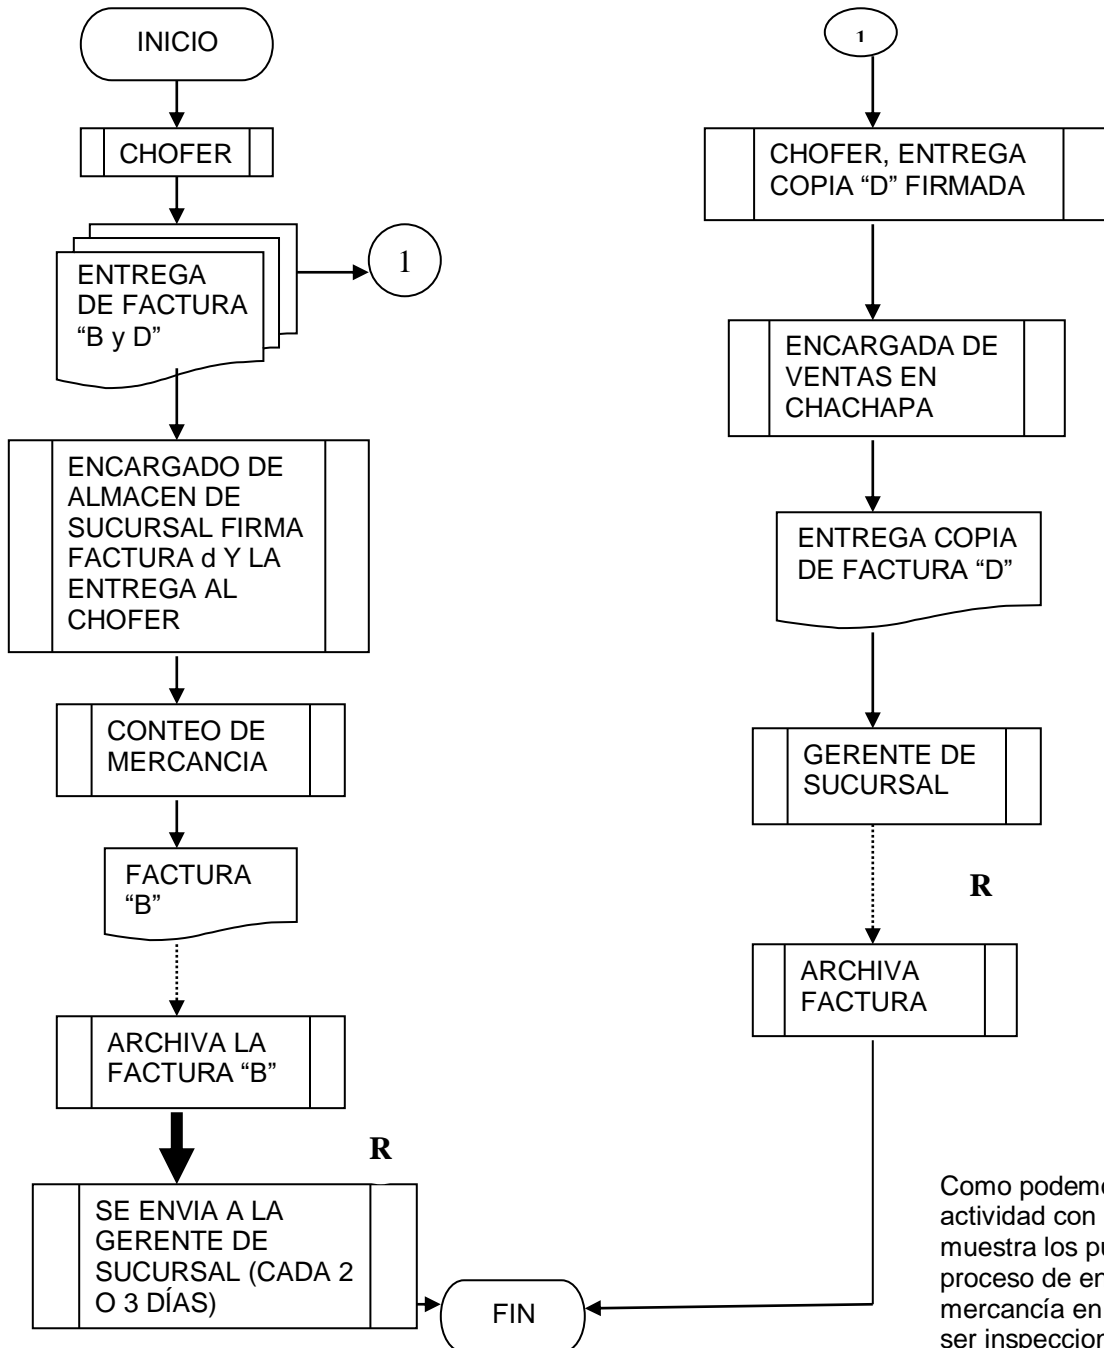 INICIO
CHOFER
ENTREGA
DE FACTURA
“B y D”
1
ENCARGADO DE
ALMACEN DE
SUCURSAL FIRMA
FACTURA d Y LA
ENTREGA AL
CHOFER
CONTEO DE
MERCANCIA
FACTURA
“B”
ARCHIVA LA
FACTURA “B”
R
SE ENVIA A LA
GERENTE DE
SUCURSAL (CADA 2
O 3 DÍAS)
FIN
1
CHOFER, ENTREGA
COPIA “D” FIRMADA
ENCARGADA DE
VENTAS EN
CHACHAPA
ENTREGA COPIA
DE FACTURA “D”
GERENTE DE
SUCURSAL
R
ARCHIVA
FACTURA
Como
actividad con
muestra los
proceso de
mercancía en
ser